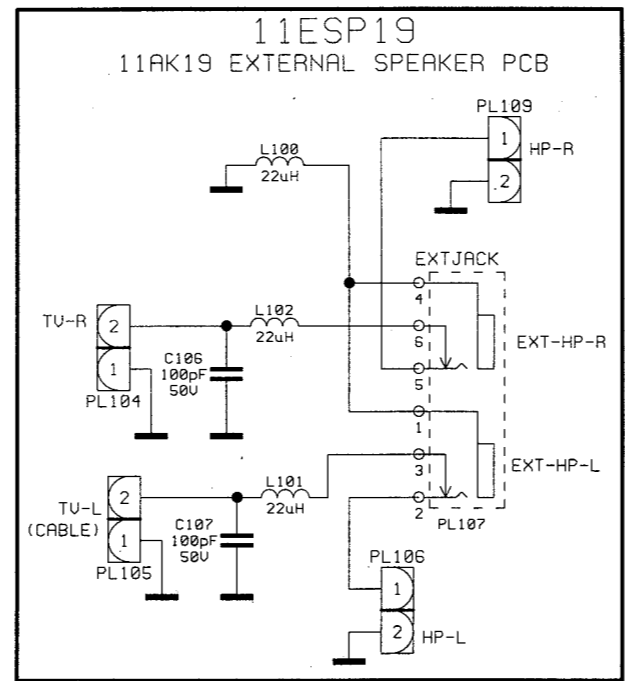 11ESP19
11AK19 EXTERNAL SPEAKER PCB
PL109
1
HP-R
2
L100
22uH
EXTJACK
4
TV-R
2
L102
22uH
6
EXT-HP-R
C106
100pF
50V
1
5
PL104
1
3
EXT-HP-L
L101
22uH
TV-L
(CABLE)
2
2
PL107
C107
100pF
50V
1
PL105
PL106
1
2
HP-L